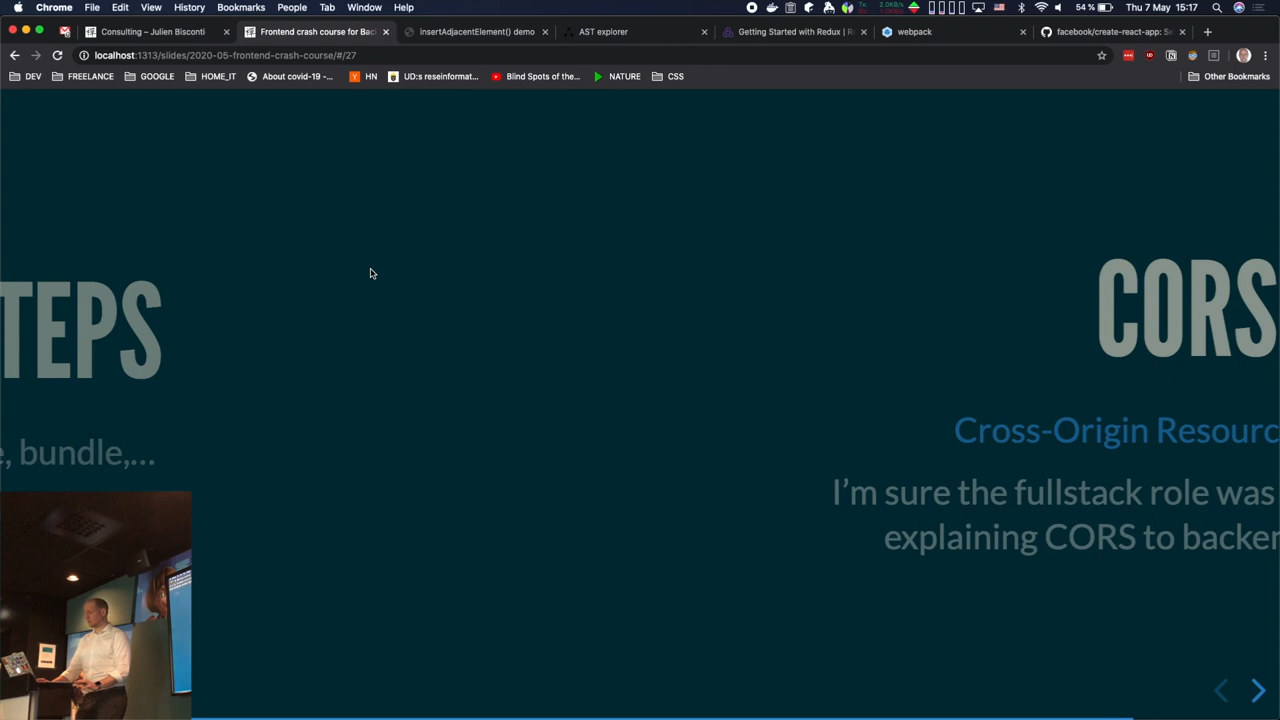 Chrome File Edit View History Bookmarks People Tab Window Help
54 % Thu 7 May 15:17
Consulting – Julien Bisconti
Frontend crash course for Bac
insertAdjacentElement() demo
AST explorer
Getting Started with Redux | R
webpack
facebook/create-react-app: Se
localhost:1313/slides/2020-05-frontend-crash-course/#/27
DEV FREELANCE GOOGLE HOME_IT About covid-19 -... HN UD:s reseinformat... Blind Spots of the... NATURE CSS Other Bookmarks
TEPS
CORS
Cross-Origin Resourc
e, bundle,...
I'm sure the fullstack role was
explaining CORS to backen